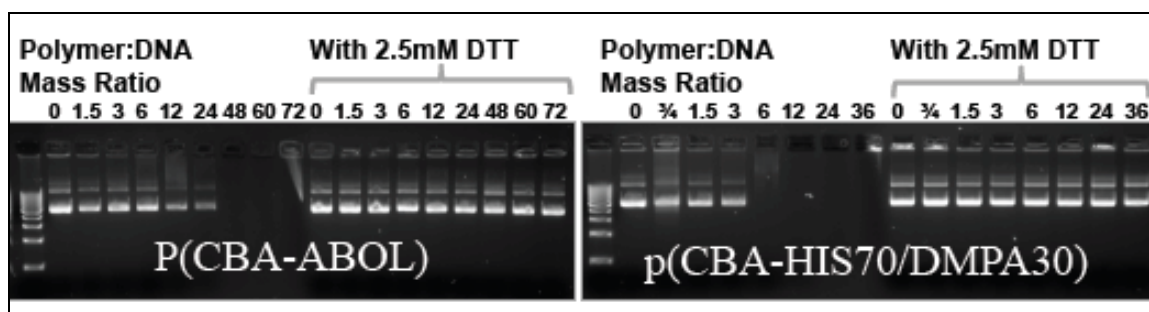 Polymer:DNA With 2.5mM DTT
Mass Ratio
0 1.5 3 6 12 24 48 60 72 0 1.5 3 6 12 24 48 60 72
P(CBA-ABOL)
Polymer:DNA With 2.5mM DTT
Mass Ratio
0 ¾ 1.5 3 6 12 24 36 0 ¾ 1.5 3 6 12 24 36
p(CBA-HIS70/DMPA30)